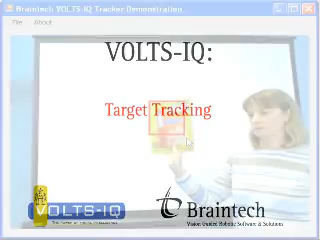 Braintech VOLTS-IQ Tracker Demonstration...
File About
VOLTS-IQ:
Target Tracking
VOLTS-IQ
Braintech
Vision Guided Robotic Software & Solutions